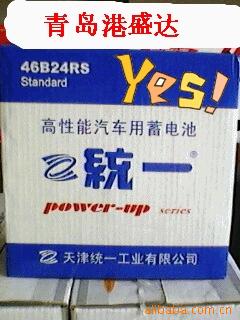 青岛港盛达
46B24RS
Standard
Yes!
高性能汽车用蓄电池
統一®
power-up series
天津统一工业有限公司
alibaba.com.cn